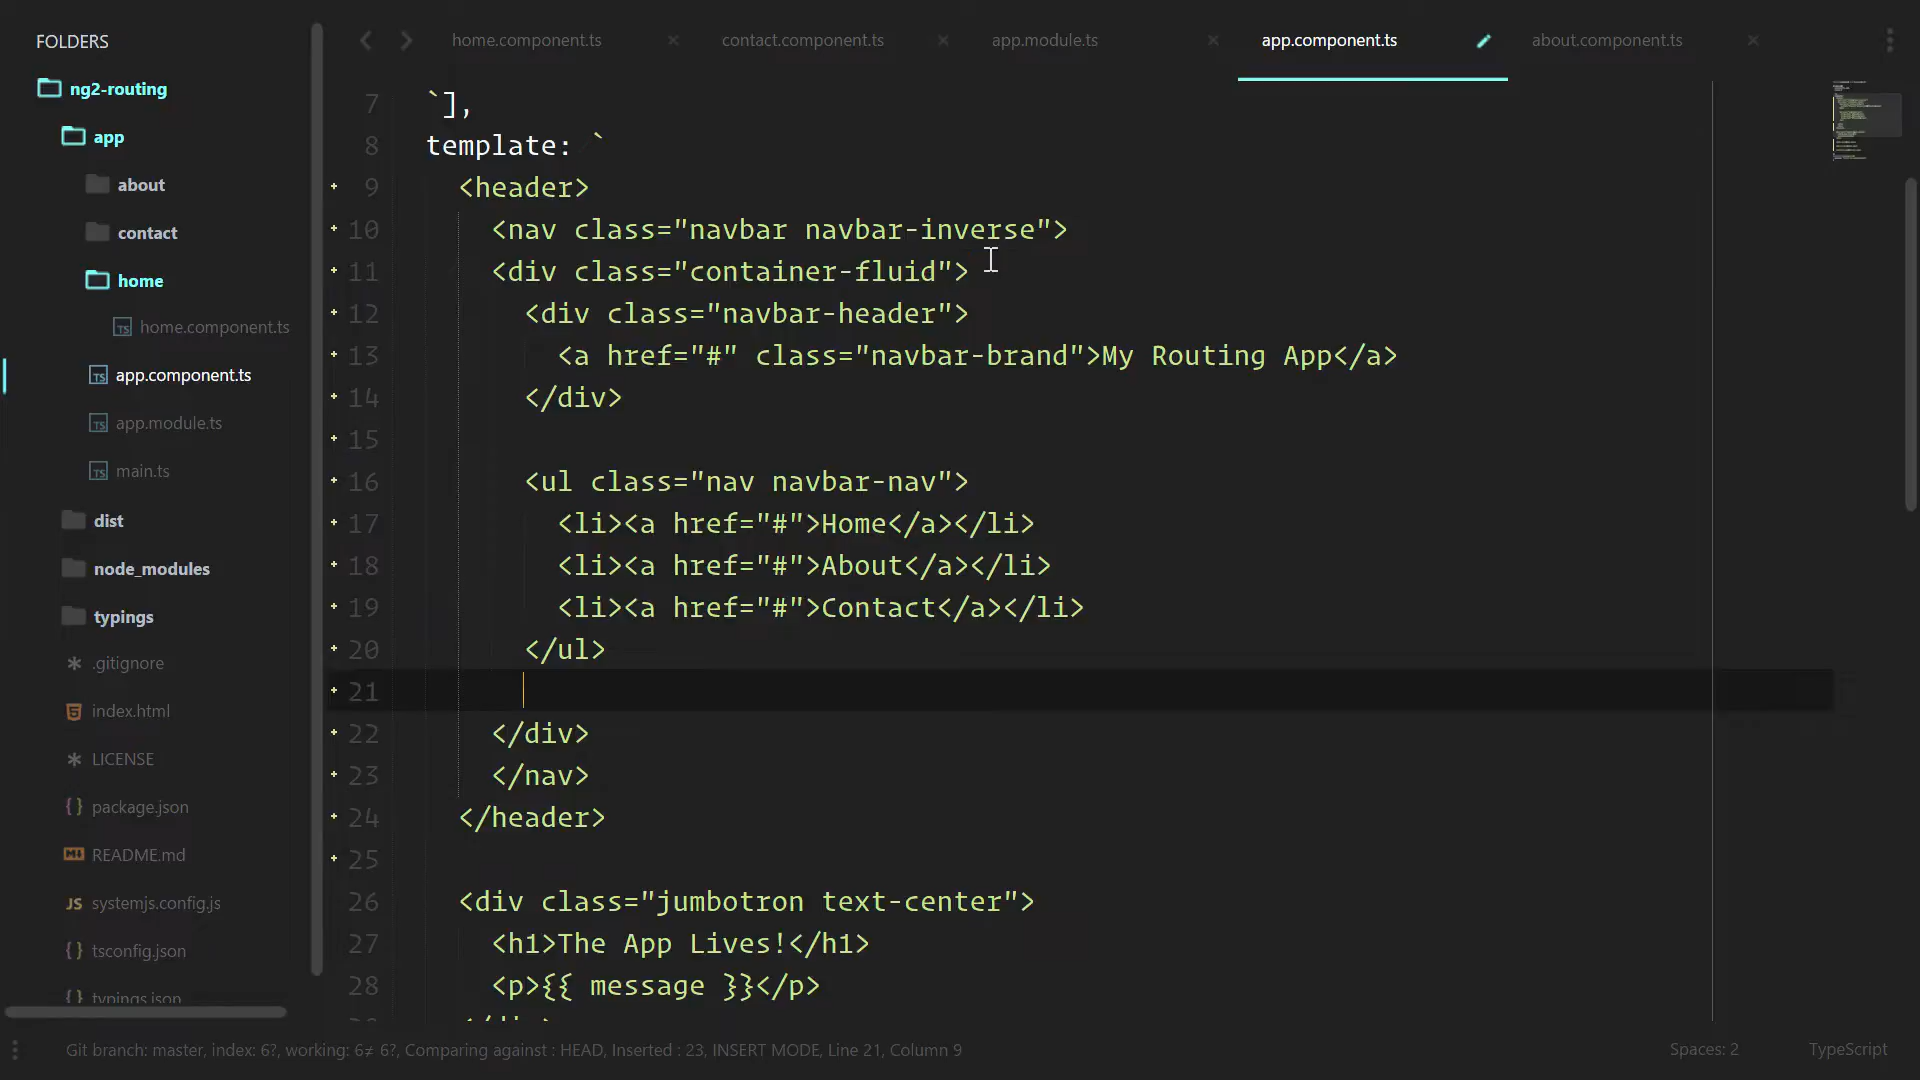 FOLDERS
ng2-routing
app
about
contact
home
home.component.ts
app.component.ts
app.module.ts
main.ts
dist
node_modules
typings
.gitignore
index.html
LICENSE
package.json
README.md
systemjs.config.js
tsconfig.json
typings.json
home.component.ts contact.component.ts app.module.ts app.component.ts about.component.ts
7 `],
8 template: `
9 <header>
10 <nav class="navbar navbar-inverse">
11 <div class="container-fluid">
12 <div class="navbar-header">
13 <a href="#" class="navbar-brand">My Routing App</a>
14 </div>
15
16 <ul class="nav navbar-nav">
17 <li><a href="#">Home</a></li>
18 <li><a href="#">About</a></li>
19 <li><a href="#">Contact</a></li>
20 </ul>
21
22 </div>
23 </nav>
24 </header>
25
26 <div class="jumbotron text-center">
27 <h1>The App Lives!</h1>
28 <p>{{ message }}</p>
Git branch: master, index: 6?, working: 6≠ 6?, Comparing against : HEAD, Inserted : 23, INSERT MODE, Line 21, Column 9
Spaces: 2 TypeScript